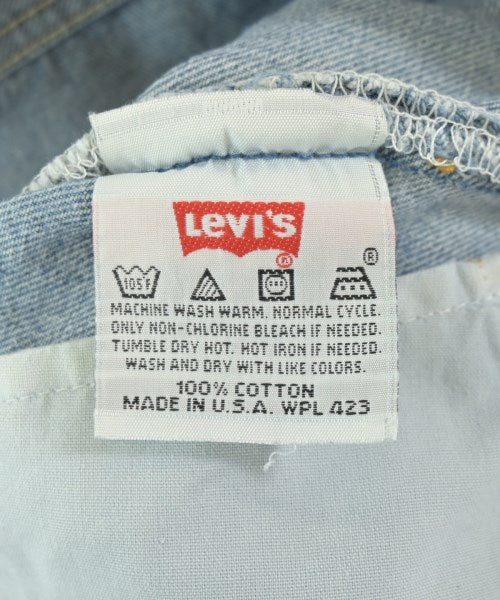 Levi's
®
®
105°F
MACHINE WASH WARM. NORMAL CYCLE.
ONLY NON-CHLORINE BLEACH IF NEEDED.
TUMBLE DRY HOT. HOT IRON IF NEEDED.
WASH AND DRY WITH LIKE COLORS.
100% COTTON
MADE IN U.S.A. WPL 423